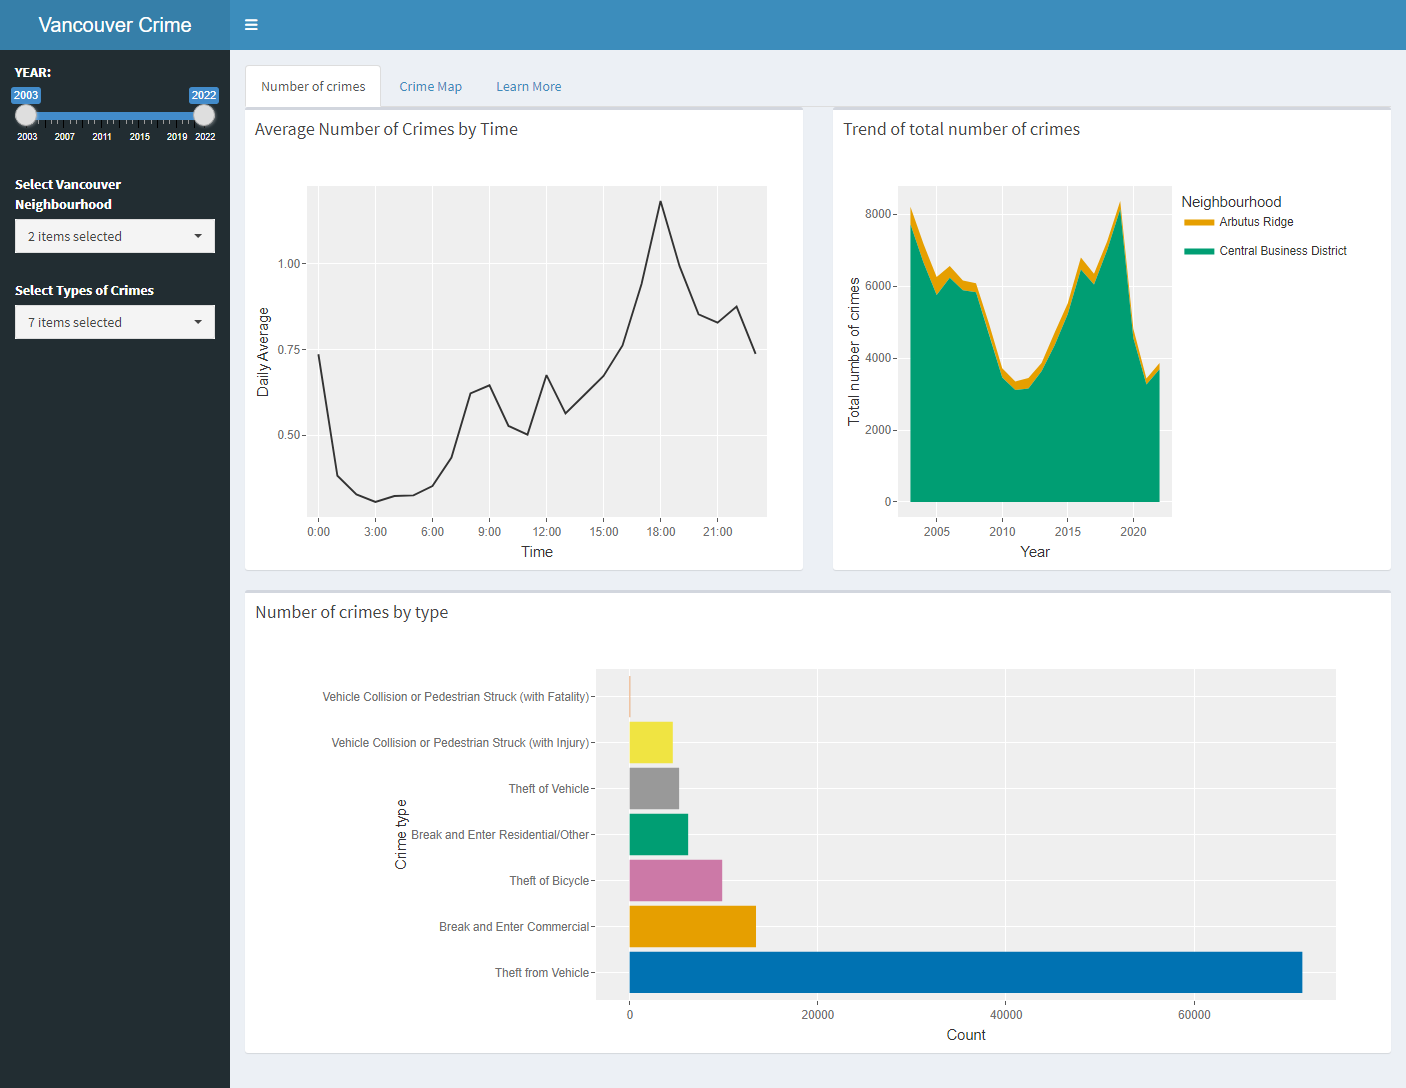 Vancouver Crime
YEAR:
2003 2022
2003 2007 2011 2015 2019 2022
Select Vancouver
Neighbourhood
2 items selected
Select Types of Crimes
7 items selected
Number of crimes
Crime Map
Learn More
Average Number of Crimes by Time
Daily Average
1.00
0.75
0.50
0:00 3:00 6:00 9:00 12:00 15:00 18:00 21:00
Time
Trend of total number of crimes
Total number of crimes
8000
6000
4000
2000
0
2005 2010 2015 2020
Year
Neighbourhood
Arbutus Ridge
Central Business District
Number of crimes by type
Crime type
Vehicle Collision or Pedestrian Struck (with Fatality)
Vehicle Collision or Pedestrian Struck (with Injury)
Theft of Vehicle
Break and Enter Residential/Other
Theft of Bicycle
Break and Enter Commercial
Theft from Vehicle
0 20000 40000 60000
Count